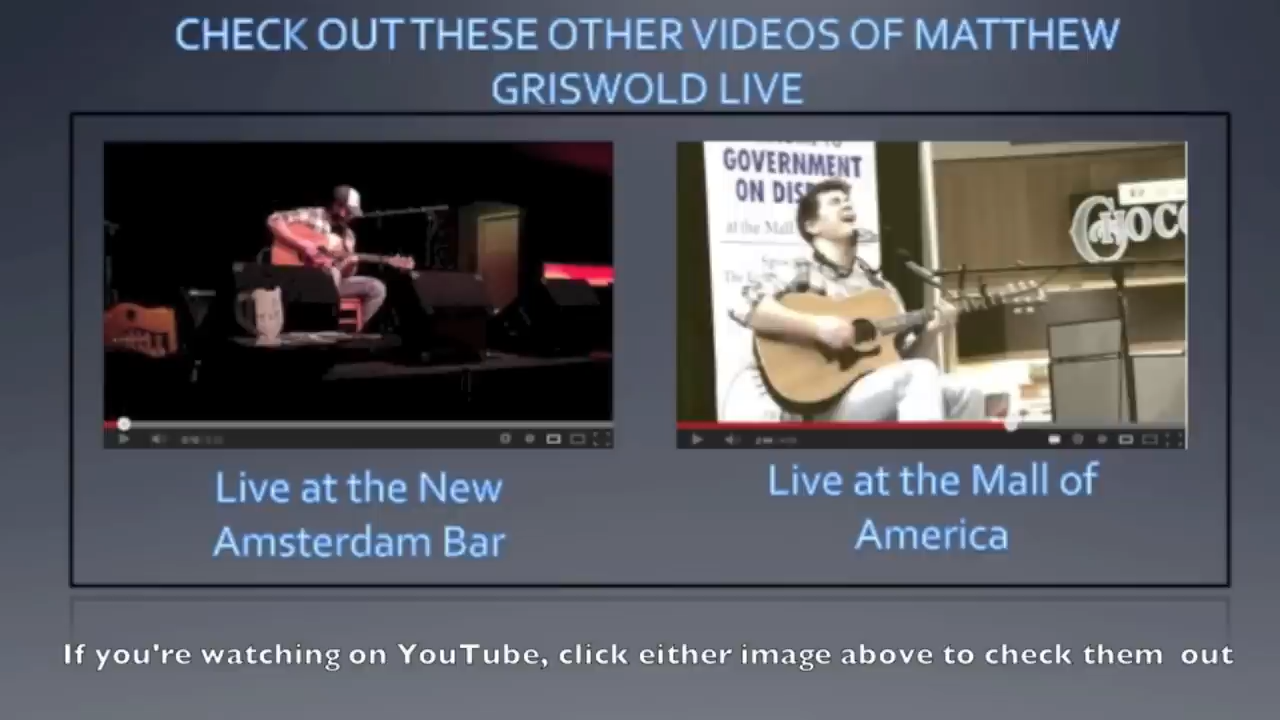 CHECK OUT THESE OTHER VIDEOS OF MATTHEW
GRISWOLD LIVE
GOVERNMENT
ON DISP
at the Mall
Live at the New
Amsterdam Bar
Live at the Mall of
America
If you're watching on YouTube, click either image above to check them out